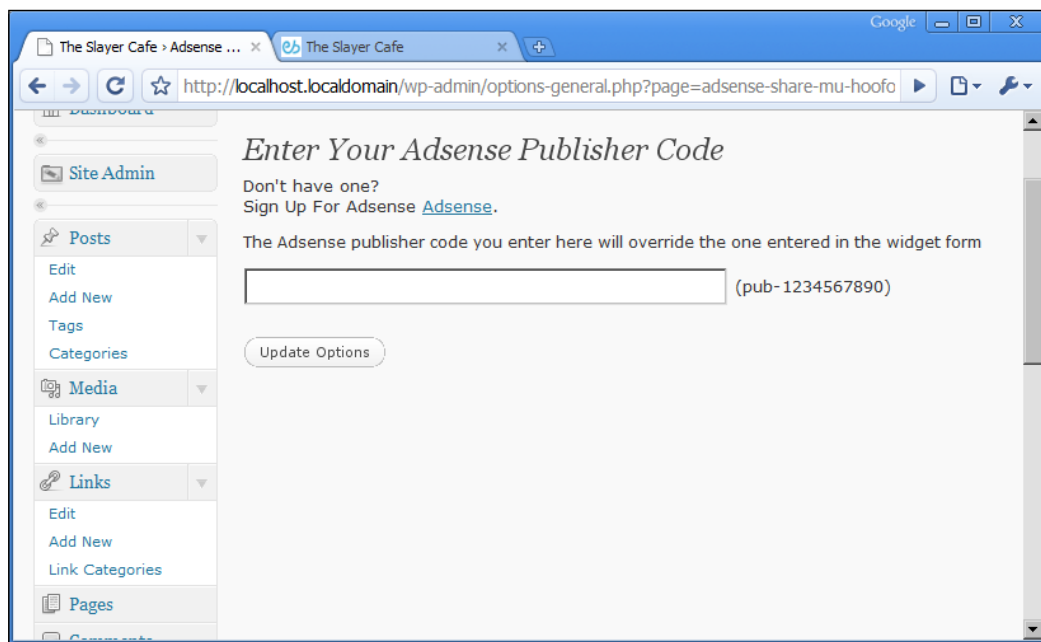 Google
The Slayer Cafe › Adsense ...
The Slayer Cafe
http://localhost.localdomain/wp-admin/options-general.php?page=adsense-share-mu-hoofo
Dashboard
Site Admin
Posts
Edit
Add New
Tags
Categories
Media
Library
Add New
Links
Edit
Add New
Link Categories
Pages
Comments
Enter Your Adsense Publisher Code
Don't have one?
Sign Up For Adsense Adsense.
The Adsense publisher code you enter here will override the one entered in the widget form
(pub-1234567890)
Update Options